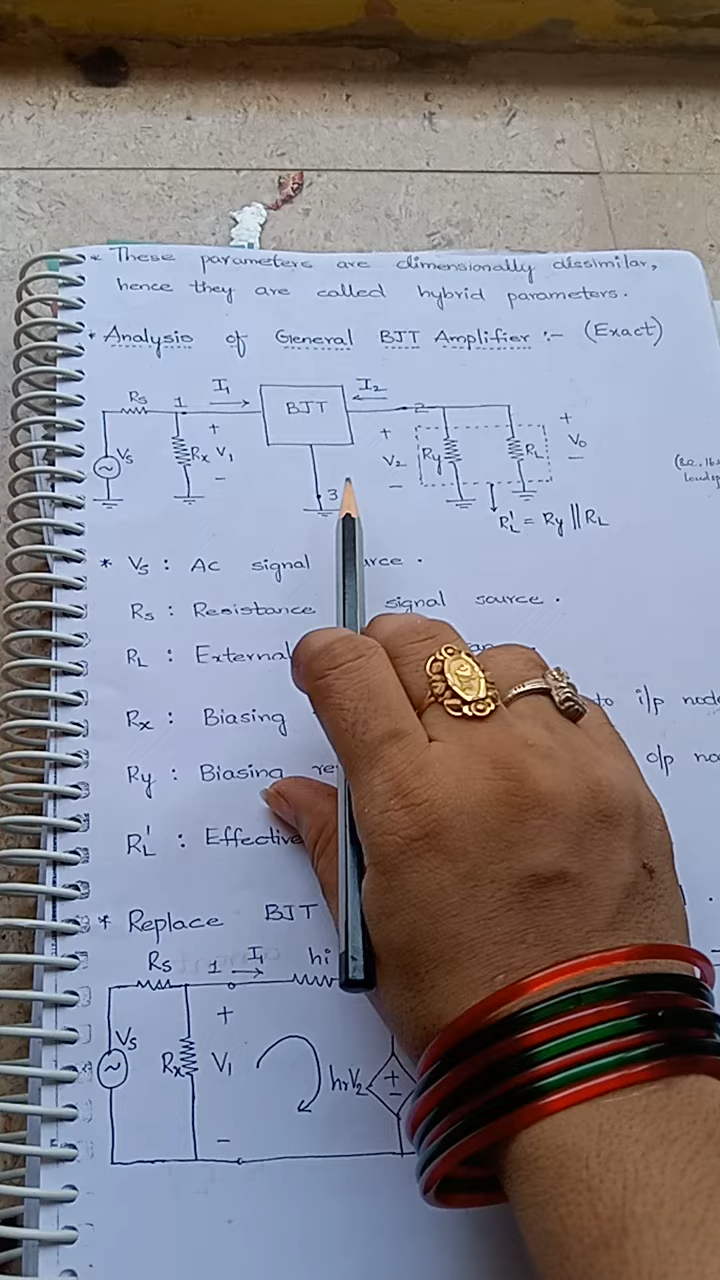 * These parameters are dimensionally dissimilar,
hence they are called hybrid parameters.
* Analysis of General BJT Amplifier :- (Exact)
Rs 1 I1 BJT I2 2
Vs Rx V1 + - 3 + V2 - Ry RL + Vo -
RL' = Ry || RL
* Vs : Ac signal
Rs : Resistance signal source.
RL : External
Rx : Biasing to i/p node
Ry : Biasing o/p
RL' : Effective
* Replace BJT
Rs 1 I1 hi
Vs Rx + V1 - hrV2 + -